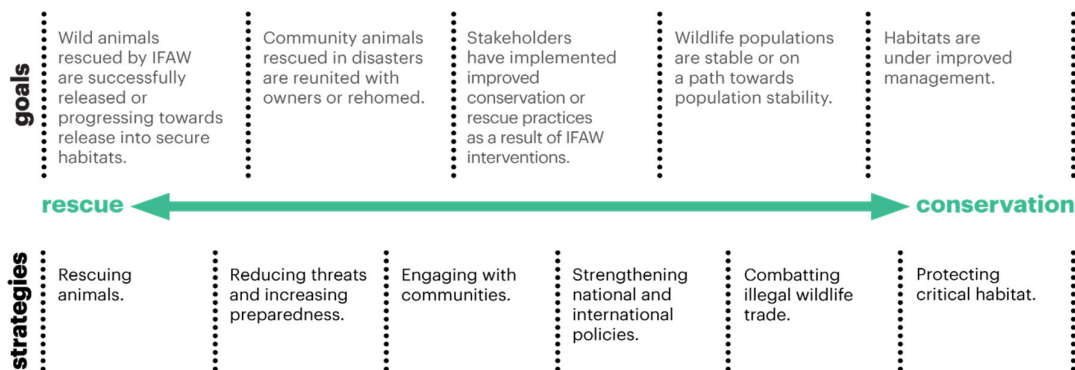 goals
Wild animals
rescued by IFAW
are successfully
released or
progressing towards
release into secure
habitats.
Community animals
rescued in disasters
are reunited with
owners or rehomed.
Stakeholders
have implemented
improved
conservation or
rescue practices
as a result of IFAW
interventions.
Wildlife populations
are stable or on
a path towards
population stability.
Habitats are
under improved
management.
rescue
conservation
strategies
Rescuing
animals.
Reducing threats
and increasing
preparedness.
Engaging with
communities.
Strengthening
national and
international
policies.
Combatting
illegal wildlife
trade.
Protecting
critical habitat.